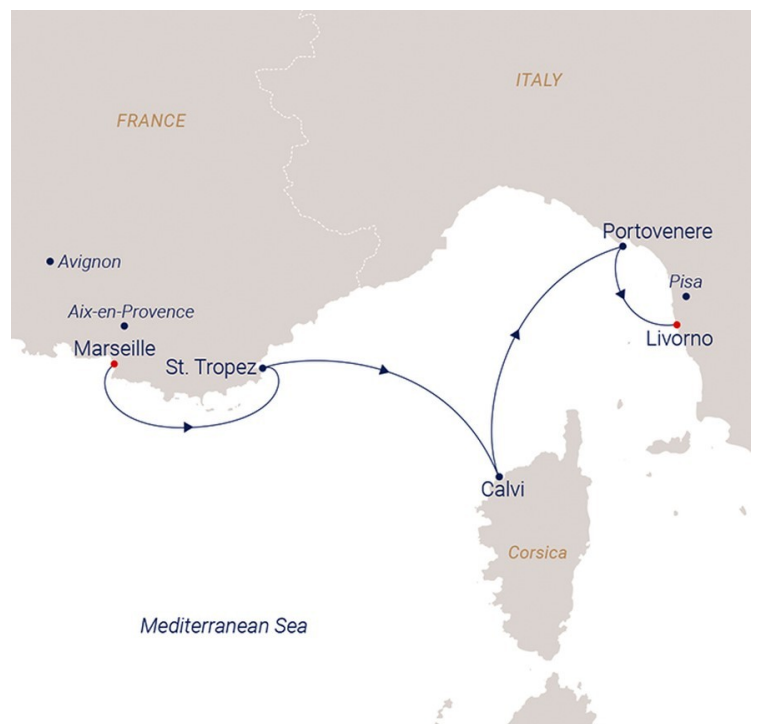 ITALY
FRANCE
Portovenere
Avignon
Pisa
Aix-en-Provence
Marseille
Livorno
St. Tropez
Calvi
Corsica
Mediterranean Sea